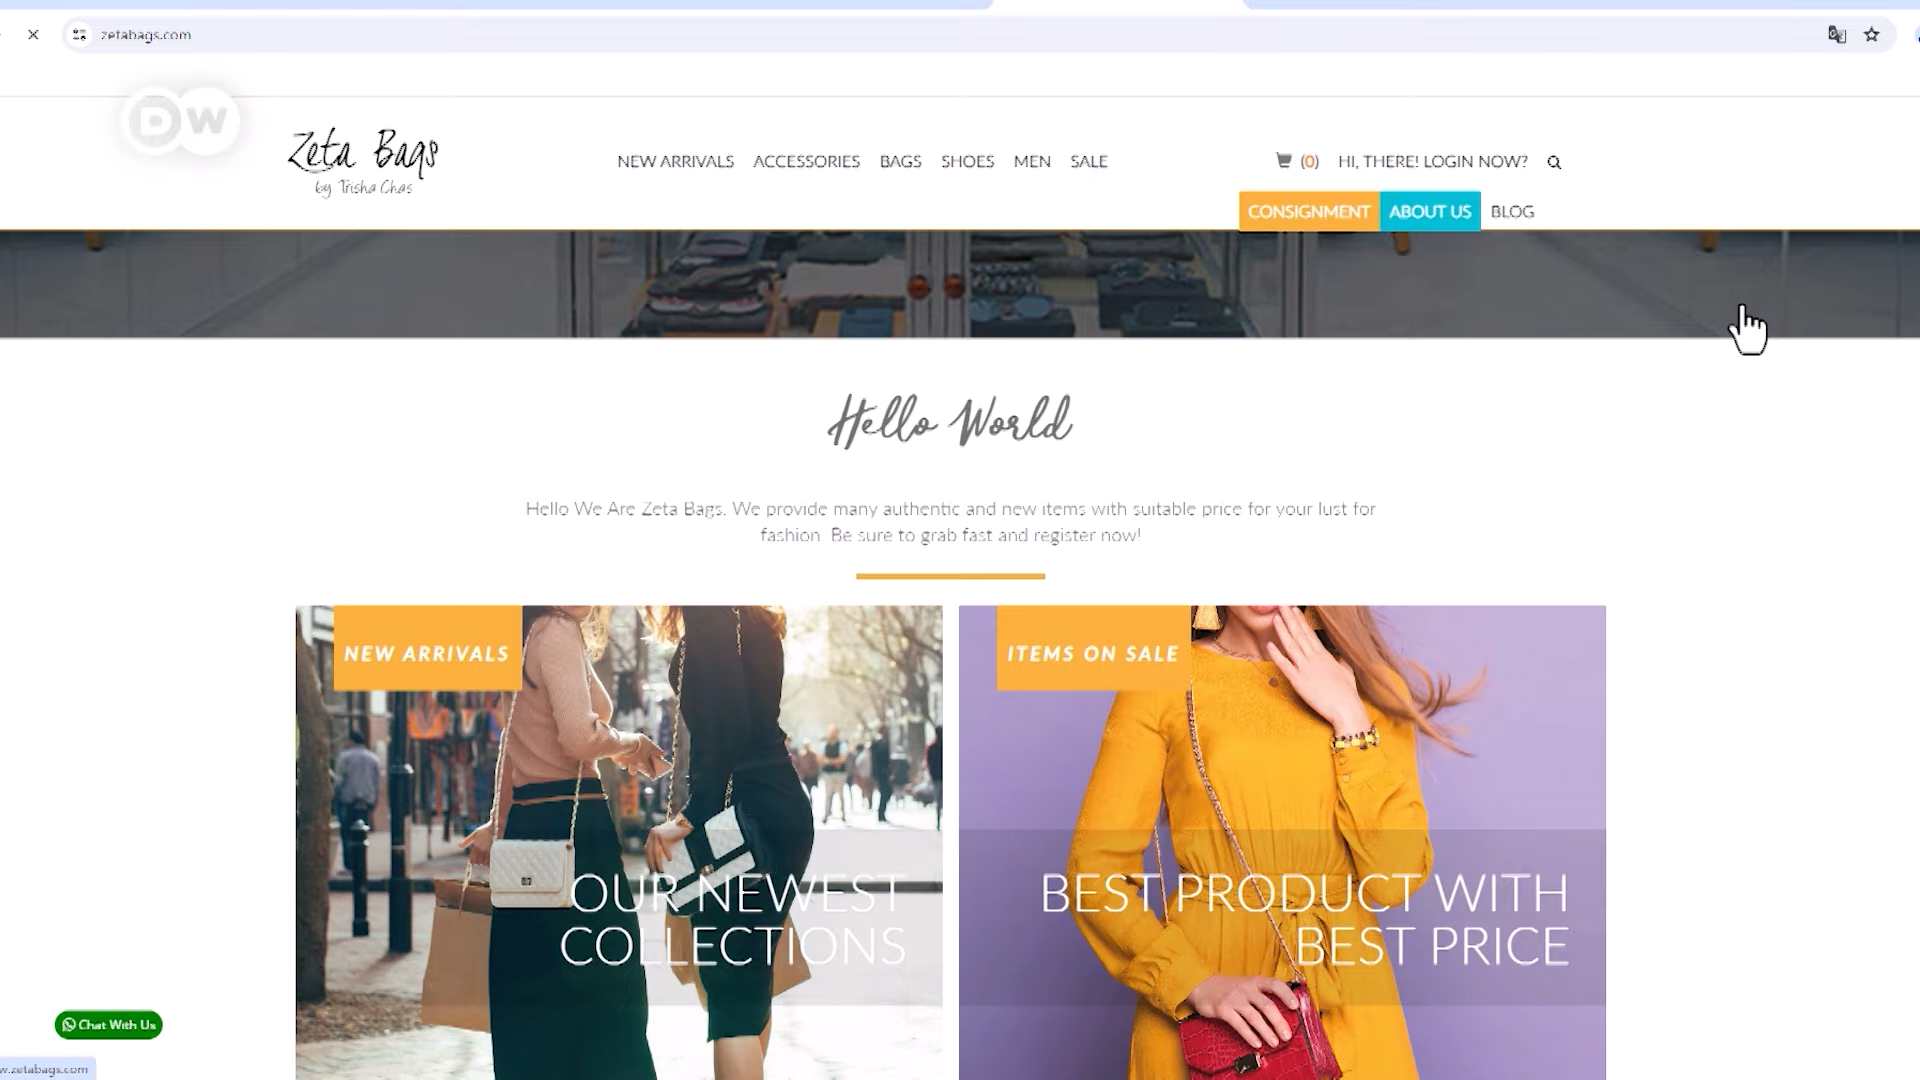 zetabags.com
DW
Zeta Bags
by Trisha Chas
NEW ARRIVALS ACCESSORIES BAGS SHOES MEN SALE
(0) HI, THERE! LOGIN NOW?
CONSIGNMENT ABOUT US BLOG
Hello World
Hello We Are Zeta Bags. We provide many authentic and new items with suitable price for your lust for
fashion. Be sure to grab fast and register now!
NEW ARRIVALS
ITEMS ON SALE
OUR NEWEST
COLLECTIONS
BEST PRODUCT WITH
BEST PRICE
Chat With Us
w.zetabags.com